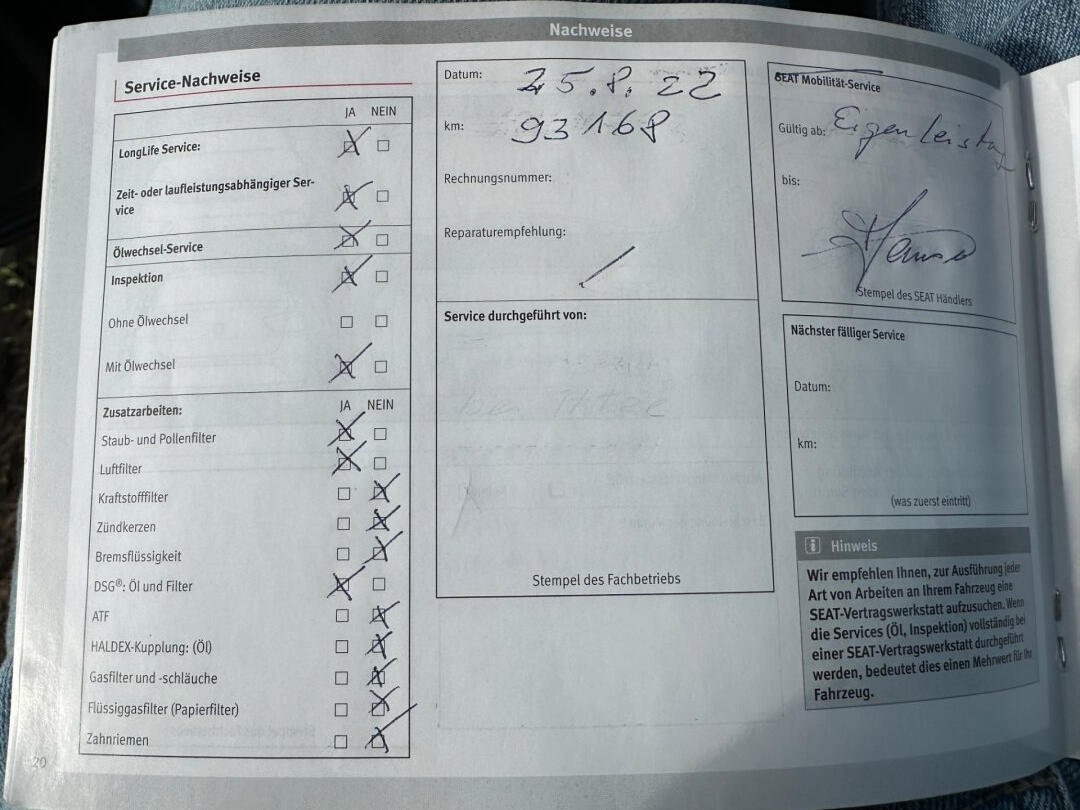 Nachweise
Service-Nachweise
JA NEIN
LongLife Service:
Zeit- oder laufleistungsabhängiger Ser-
vice
Ölwechsel-Service
Inspektion
Ohne Ölwechsel
Mit Ölwechsel
Zusatzarbeiten: JA NEIN
Staub- und Pollenfilter
Luftfilter
Kraftstofffilter
Zündkerzen
Bremsflüssigkeit
DSG®: Öl und Filter
ATF
HALDEX-Kupplung: (Öl)
Gasfilter und -schläuche
Flüssiggasfilter (Papierfilter)
Zahnriemen
20
Datum: 25.8.22
km: 93168
Rechnungsnummer:
Reparaturempfehlung:
Service durchgeführt von:
Stempel des Fachbetriebs
SEAT Mobilität-Service
Gültig ab: Eigenleistung
bis:
Stempel des SEAT Händlers
Nächster fälliger Service
Datum:
km:
(was zuerst eintritt)
Hinweis
Wir empfehlen Ihnen, zur Ausführung jeder
Art von Arbeiten an Ihrem Fahrzeug eine
SEAT-Vertragswerkstatt aufzusuchen. Wenn
die Services (Öl, Inspektion) vollständig bei
einer SEAT-Vertragswerkstatt durchgeführt
werden, bedeutet dies einen Mehrwert für Ihr
Fahrzeug.